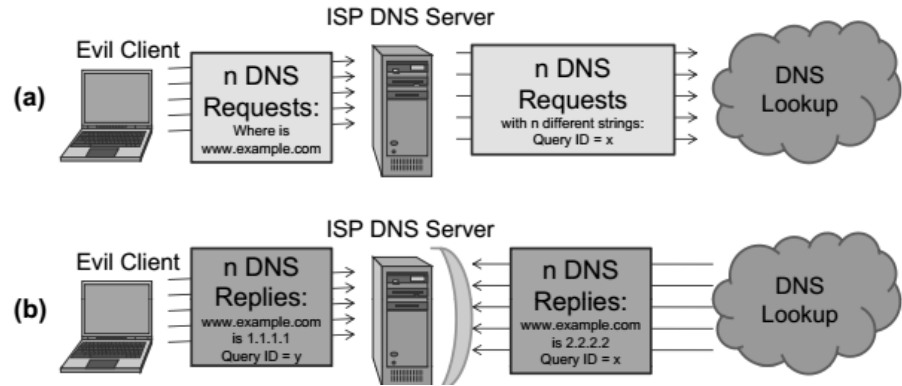 ISP DNS Server
Evil Client
(a)
n DNS
Requests:
Where is
www.example.com
n DNS
Requests
with n different strings:
Query ID = x
DNS
Lookup
ISP DNS Server
Evil Client
(b)
n DNS
Replies:
www.example.com
is 1.1.1.1
Query ID = y
n DNS
Replies:
www.example.com
is 2.2.2.2
Query ID = x
DNS
Lookup